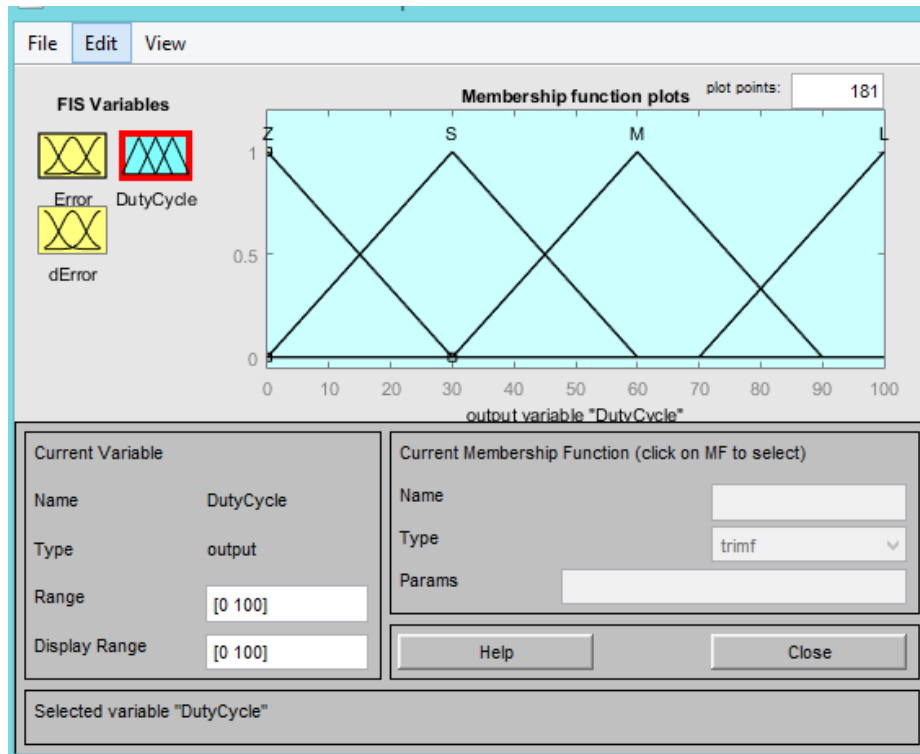 File Edit View
FIS Variables
Membership function plots plot points: 181
Z S M L
Error DutyCycle
dError
1
0.5
0
0 10 20 30 40 50 60 70 80 90 100
output variable "DutyCycle"
Current Variable
Name DutyCycle
Type output
Range [0 100]
Display Range [0 100]
Current Membership Function (click on MF to select)
Name
Type trimf
Params
Help Close
Selected variable "DutyCycle"